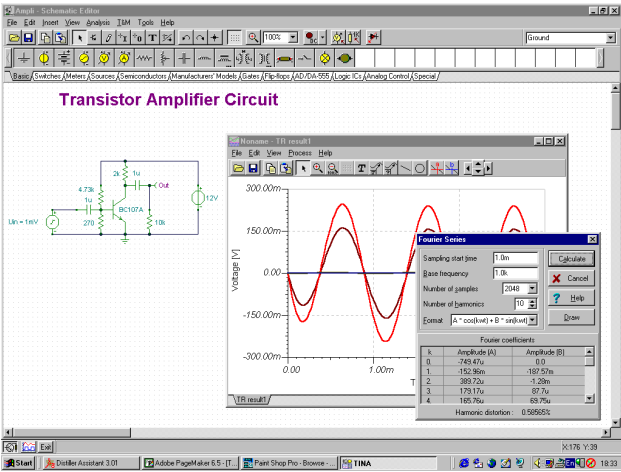 Ampli - Schematic Editor
File Edit Insert View Analysis T&M Tools Help
100%
Ground
Basic Switches Meters Sources Semiconductors Manufacturers' Models Gates Flip-flops AD/DA-555 Logic ICs Analog Control Special
Transistor Amplifier Circuit
2k 1u
Out
4.73k
1u
BC107A
12V
Uin = 1mV
270
10k
Noname - TR result1
File Edit View Process Help
Voltage [V]
300.00m
150.00m
0.00
-150.00m
-300.00m
0.00
1.00m
T
TR result1
Fourier Series
Sampling start time 1.0m
Base frequency 1.0k
Number of samples 2048
Number of harmonics 10
Format A * cos(kwt) + B * sin(kwt)
Calculate
Cancel
Help
Draw
Fourier coefficients
k Amplitude (A) Amplitude (B)
0. -749.47u 0.0
1. -152.96m -187.57m
2. 389.72u -1.28m
3. 179.17u 87.7u
4. 165.76u 69.75u
Harmonic distortion : 0.58565%
Exit
X:176 Y:39
Start Distiller Assistant 3.01 Adobe PageMaker 6.5 - [T... Paint Shop Pro - Browse - ... TINA
En
18:33